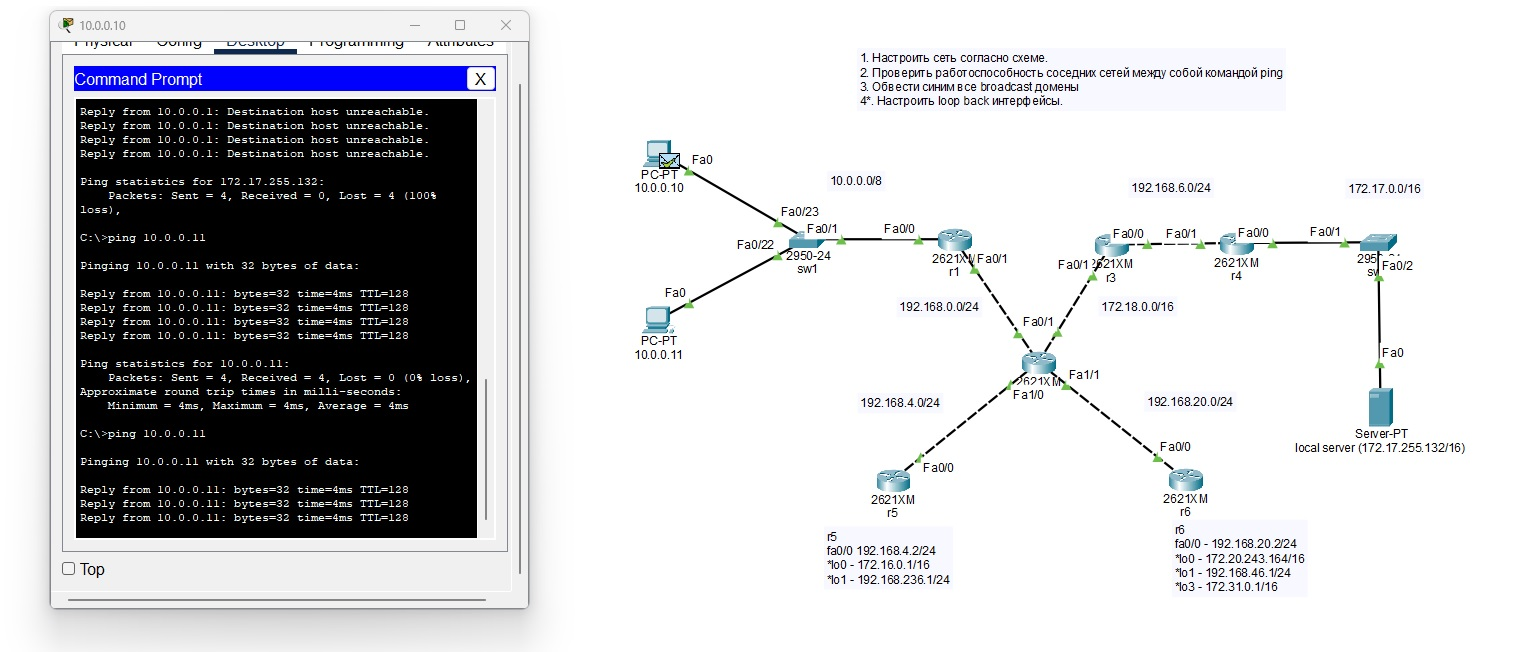 10.0.0.10
Physical Config Desktop Programming Attributes
Command Prompt
X
Reply from 10.0.0.1: Destination host unreachable.
Reply from 10.0.0.1: Destination host unreachable.
Reply from 10.0.0.1: Destination host unreachable.
Reply from 10.0.0.1: Destination host unreachable.
Ping statistics for 172.17.255.132:
Packets: Sent = 4, Received = 0, Lost = 4 (100%
loss),
C:\>ping 10.0.0.11
Pinging 10.0.0.11 with 32 bytes of data:
Reply from 10.0.0.11: bytes=32 time=4ms TTL=128
Reply from 10.0.0.11: bytes=32 time=4ms TTL=128
Reply from 10.0.0.11: bytes=32 time=4ms TTL=128
Reply from 10.0.0.11: bytes=32 time=4ms TTL=128
Ping statistics for 10.0.0.11:
Packets: Sent = 4, Received = 4, Lost = 0 (0% loss),
Approximate round trip times in milli-seconds:
Minimum = 4ms, Maximum = 4ms, Average = 4ms
C:\>ping 10.0.0.11
Pinging 10.0.0.11 with 32 bytes of data:
Reply from 10.0.0.11: bytes=32 time=4ms TTL=128
Reply from 10.0.0.11: bytes=32 time=4ms TTL=128
Reply from 10.0.0.11: bytes=32 time=4ms TTL=128
Top
1. Настроить сеть согласно схеме.
2. Проверить работоспособность соседних сетей между собой командой ping
3. Обвести синим все broadcast домены
4*. Настроить loop back интерфейсы.
Fa0
PC-PT
10.0.0.10
10.0.0.0/8
192.168.6.0/24
172.17.0.0/16
Fa0/23
Fa0/1
Fa0/22
2950-24
sw1
Fa0/0
2621XM
r1
Fa0/1
Fa0/0
Fa0/1
2621XM
r3
Fa0/1
Fa0/0
2621XM
r4
Fa0/1
Fa0/2
Fa0
PC-PT
10.0.0.11
192.168.0.0/24
172.18.0.0/16
Fa0/1
2621XM
Fa1/0
Fa1/1
192.168.4.0/24
192.168.20.0/24
Fa0
Server-PT
local server (172.17.255.132/16)
Fa0/0
2621XM
r5
Fa0/0
2621XM
r6
r5
fa0/0 192.168.4.2/24
*lo0 - 172.16.0.1/16
*lo1 - 192.168.236.1/24
r6
fa0/0 - 192.168.20.2/24
*lo0 - 172.20.243.164/16
*lo1 - 192.168.46.1/24
*lo3 - 172.31.0.1/16